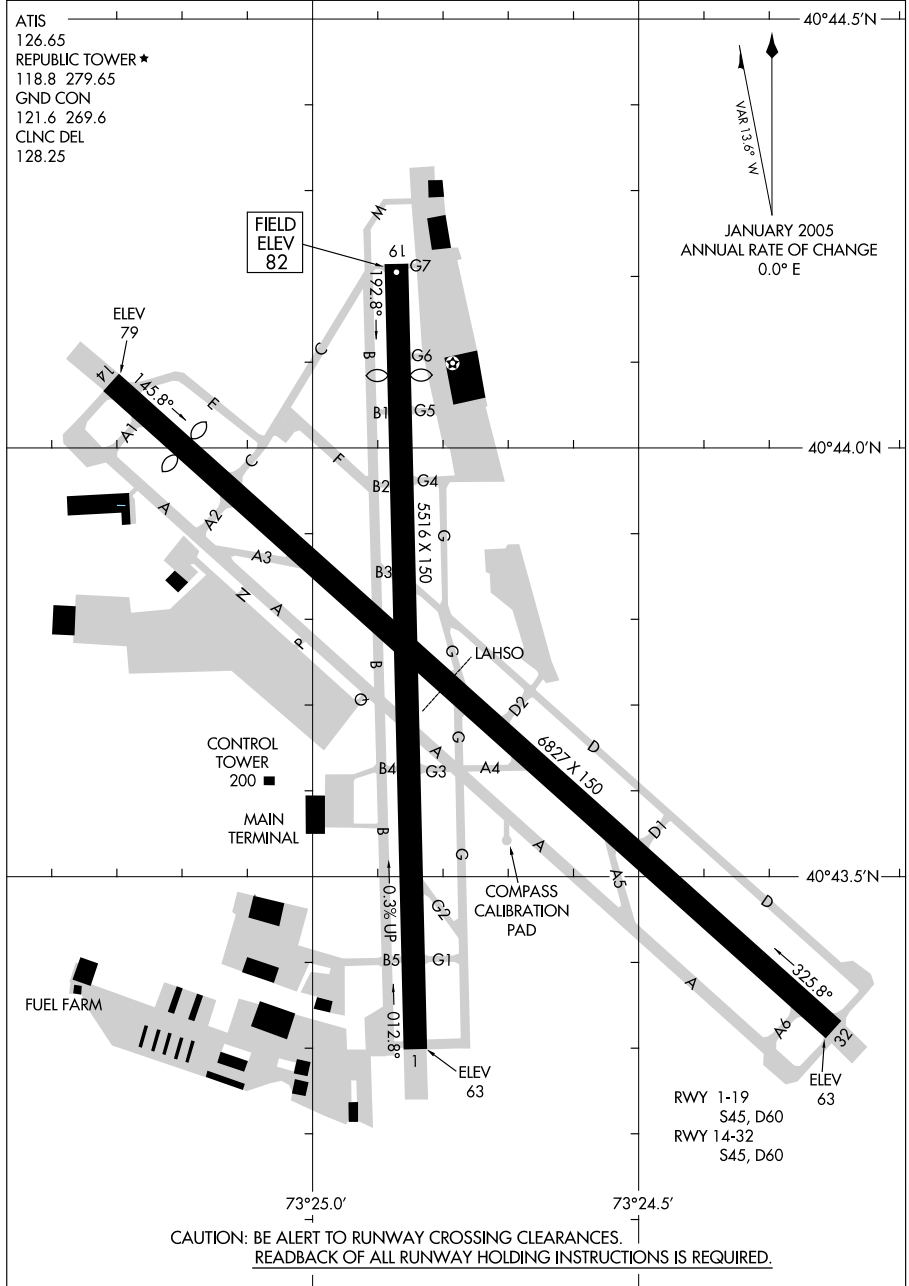 ATIS
126.65
REPUBLIC TOWER ★
118.8 279.65
GND CON
121.6 269.6
CLNC DEL
128.25
40°44.5'N
VAR 13.6° W
JANUARY 2005
ANNUAL RATE OF CHANGE
0.0° E
FIELD
ELEV
82
W
19
G7
192.8°
ELEV
79
C
B
G6
14
145.8°
E
B1
G5
A1
40°44.0'N
C
F
B2
G4
A
A2
5516 X 150
G
A3
B3
N
A
P
B
G
LAHSO
Q
D2
CONTROL
TOWER
200
G
A
D
B4
G3
A4
6827 X 150
MAIN
TERMINAL
B
G
A
D1
40°43.5'N
COMPASS
CALIBRATION
PAD
A5
0.3% UP
G2
D
B5
G1
FUEL FARM
012.8°
A
325.8°
A6
32
1
ELEV
63
ELEV
63
RWY 1-19
S45, D60
RWY 14-32
S45, D60
73°25.0'
73°24.5'
CAUTION: BE ALERT TO RUNWAY CROSSING CLEARANCES.
READBACK OF ALL RUNWAY HOLDING INSTRUCTIONS IS REQUIRED.